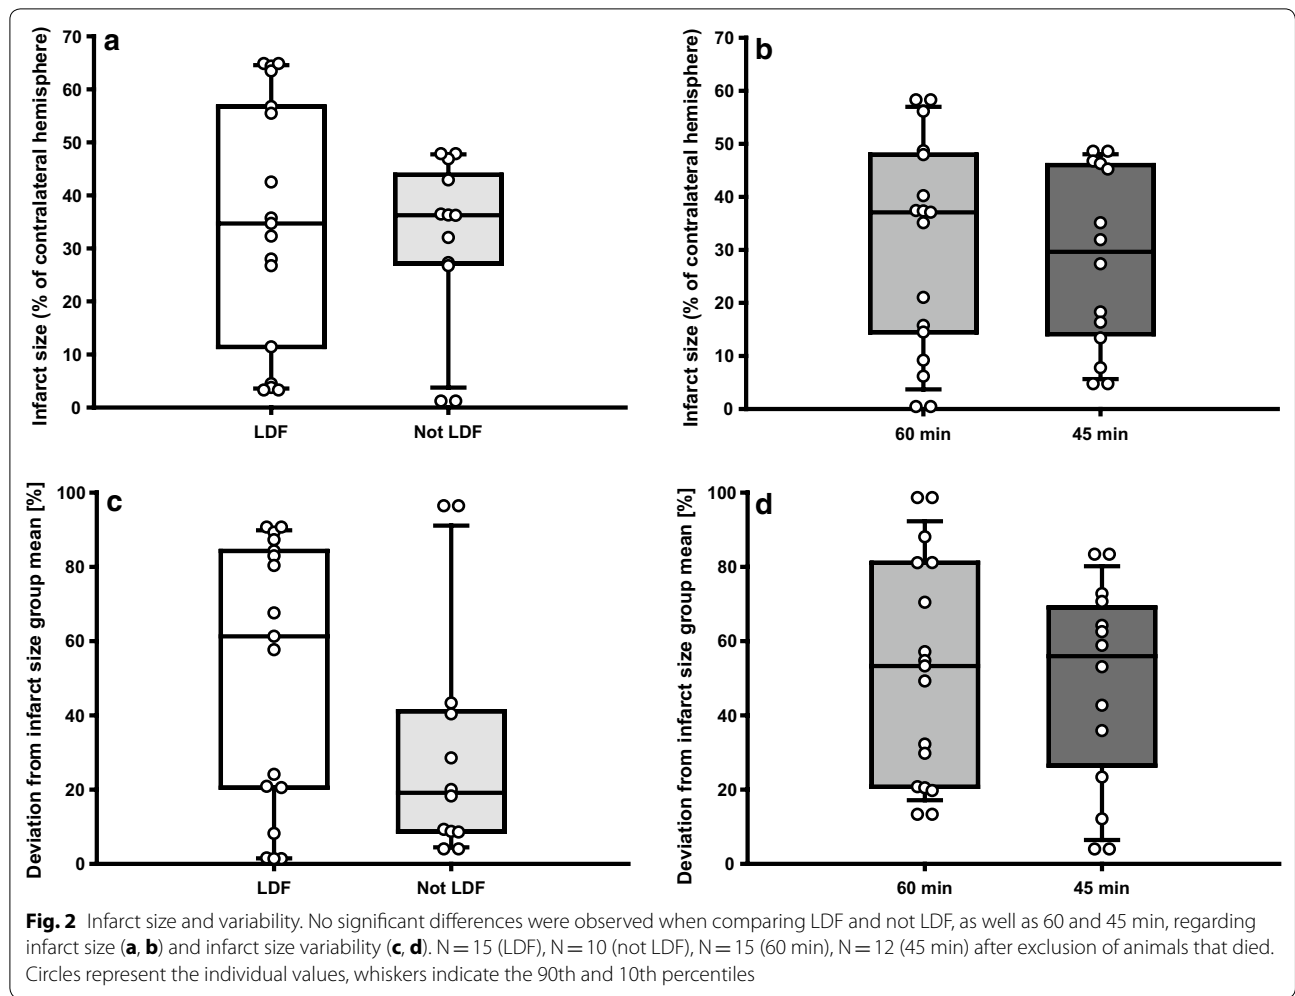 a
Infarct size (% of contralateral hemisphere)
70
60
50
40
30
20
10
0
LDF
Not LDF
b
Infarct size (% of contralateral hemisphere)
70
60
50
40
30
20
10
0
60 min
45 min
c
Deviation from infarct size group mean [%]
100
80
60
40
20
0
LDF
Not LDF
d
Deviation from infarct size group mean [%]
100
80
60
40
20
0
60 min
45 min
Fig. 2 Infarct size and variability. No significant differences were observed when comparing LDF and not LDF, as well as 60 and 45 min, regarding
infarct size (a, b) and infarct size variability (c, d). N = 15 (LDF), N = 10 (not LDF), N = 15 (60 min), N = 12 (45 min) after exclusion of animals that died.
Circles represent the individual values, whiskers indicate the 90th and 10th percentiles